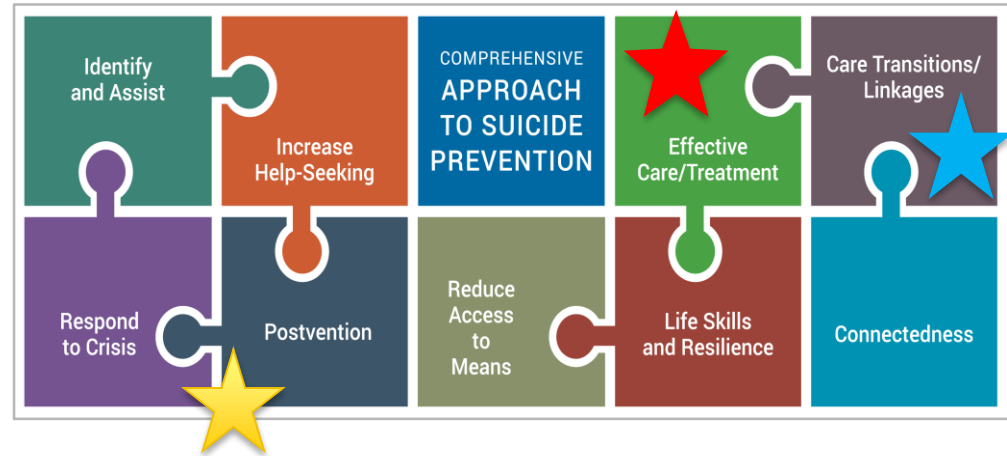 Identify
and Assist
Increase
Help-Seeking
COMPREHENSIVE
APPROACH
TO SUICIDE
PREVENTION
Effective
Care/Treatment
Care Transitions/
Linkages
Respond
to Crisis
Postvention
Reduce
Access
to
Means
Life Skills
and Resilience
Connectedness